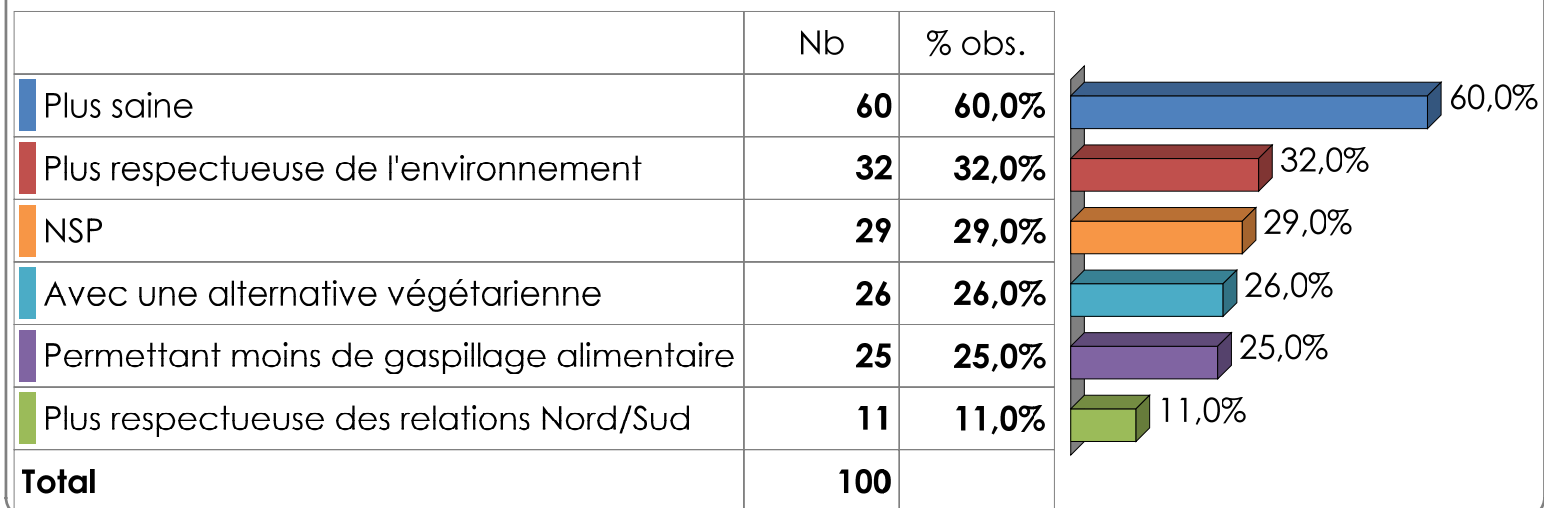 Nb % obs.
Plus saine 60 60,0% 60,0%
Plus respectueuse de l'environnement 32 32,0% 32,0%
NSP 29 29,0% 29,0%
Avec une alternative végétarienne 26 26,0% 26,0%
Permettant moins de gaspillage alimentaire 25 25,0% 25,0%
Plus respectueuse des relations Nord/Sud 11 11,0% 11,0%
Total 100